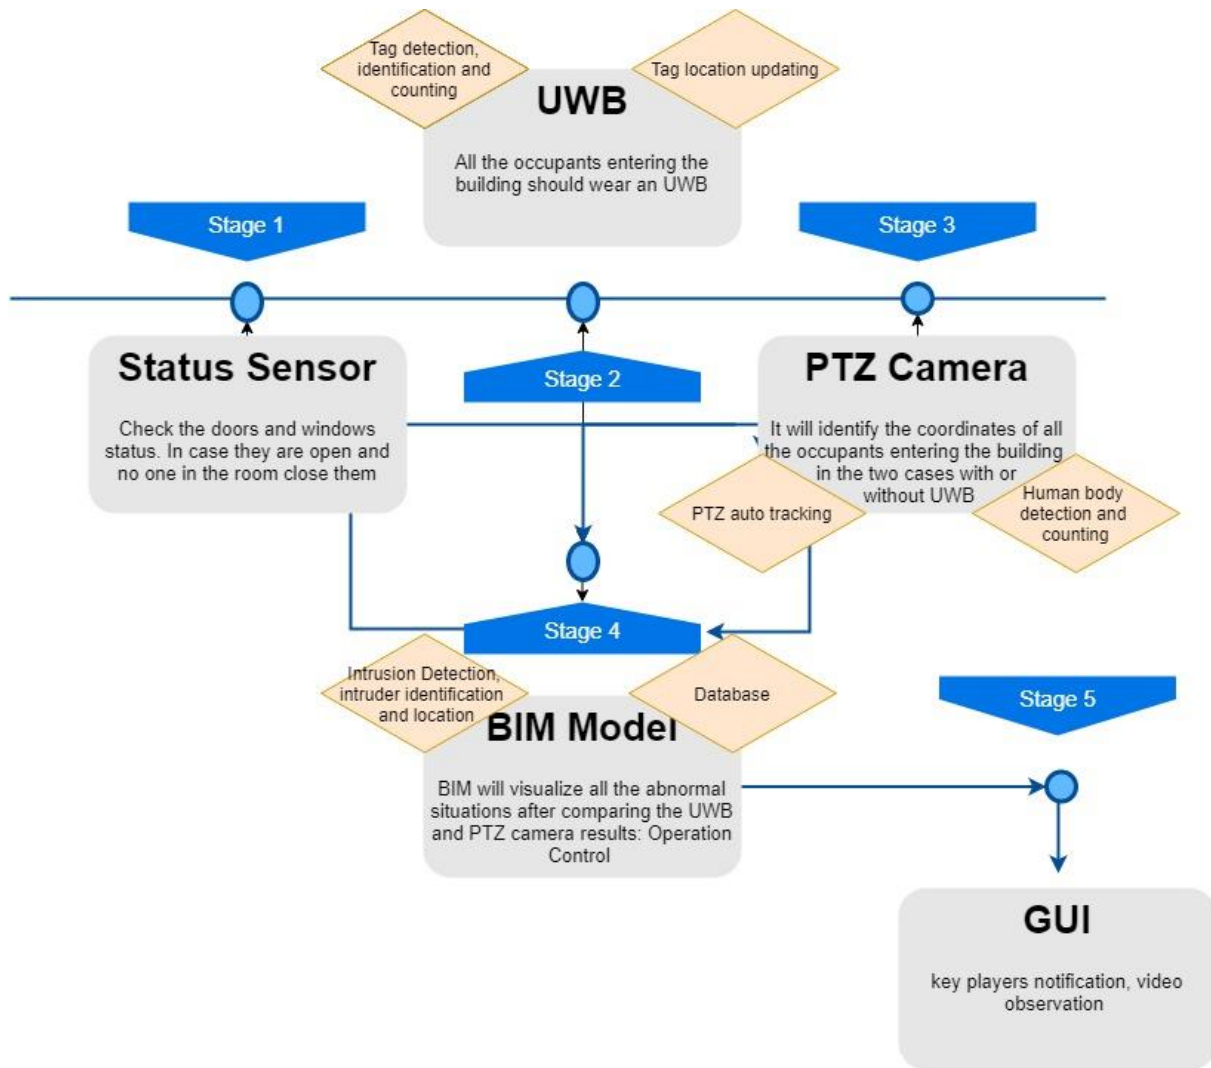 Tag detection,
identification and
counting
Tag location updating
UWB
All the occupants entering the
building should wear an UWB
Stage 1
Stage 3
Status Sensor
Check the doors and windows
status. In case they are open and
no one in the room close them
Stage 2
PTZ Camera
It will identify the coordinates of all
the occupants entering the building
in the two cases with or
without UWB
PTZ auto tracking
Human body
detection and
counting
Stage 4
Intrusion Detection,
intruder identification
and location
Database
BIM Model
BIM will visualize all the abnormal
situations after comparing the UWB
and PTZ camera results: Operation
Control
Stage 5
GUI
key players notification, video
observation